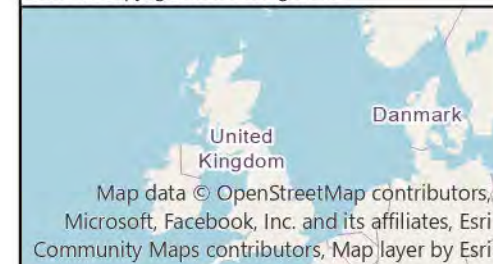 Danmark
United
Kingdom
Map data © OpenStreetMap contributors,
Microsoft, Facebook, Inc. and its affiliates, Esri
Community Maps contributors, Map layer by Esri